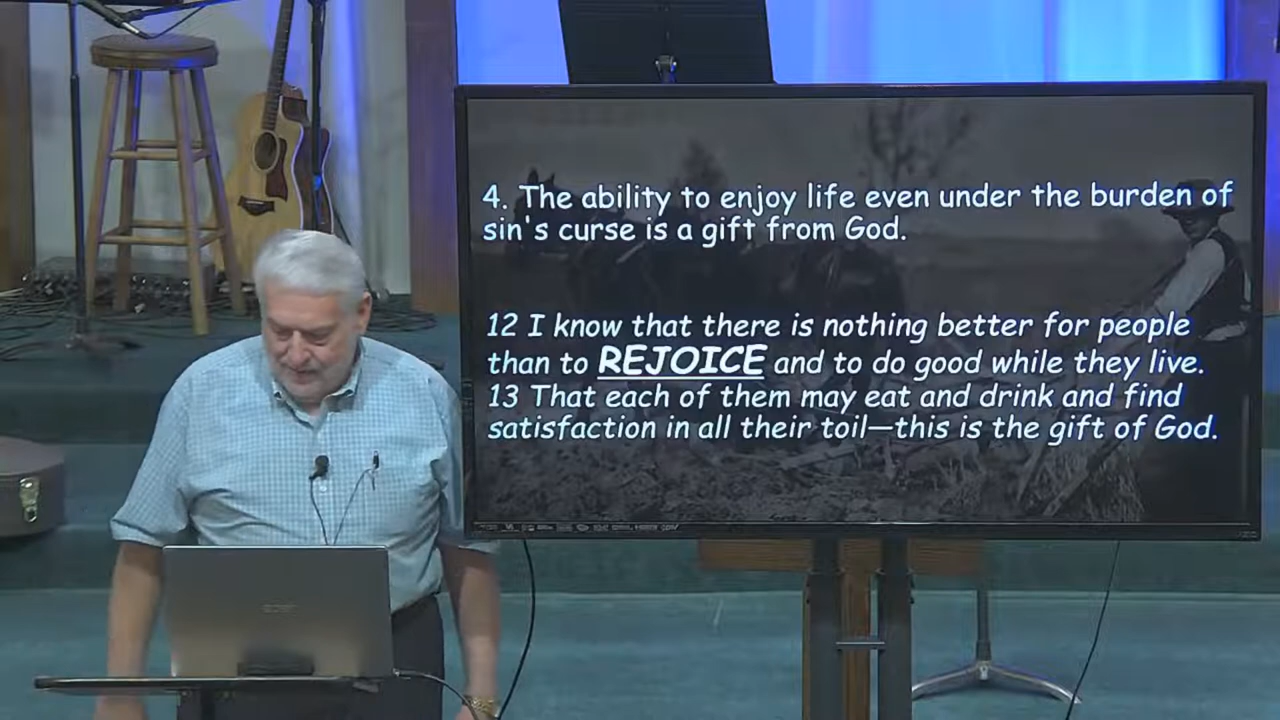 4. The ability to enjoy life even under the burden of
sin's curse is a gift from God.
12 I know that there is nothing better for people
than to REJOICE and to do good while they live.
13 That each of them may eat and drink and find
satisfaction in all their toil—this is the gift of God.